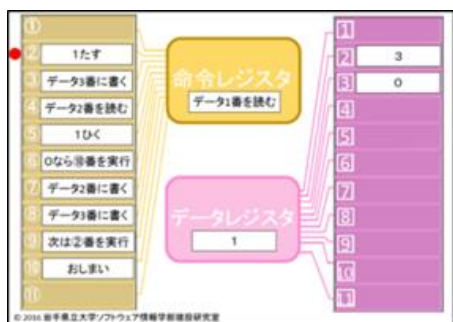 ①
② 1たす
③ データ3番に書く
④ データ2番を読む
⑤ 1ひく
⑥ 0なら⑩番を実行
⑦ データ2番に書く
⑧ データ3番に書く
⑨ 次は②番を実行
⑩ おしまい
⑪
命令レジスタ
データ1番を読む
データレジスタ
1
1
2 3
3 0
4
5
6
7
8
9
10
11
© 2016 岩手県立大学ソフトウェア情報学部建設研究室